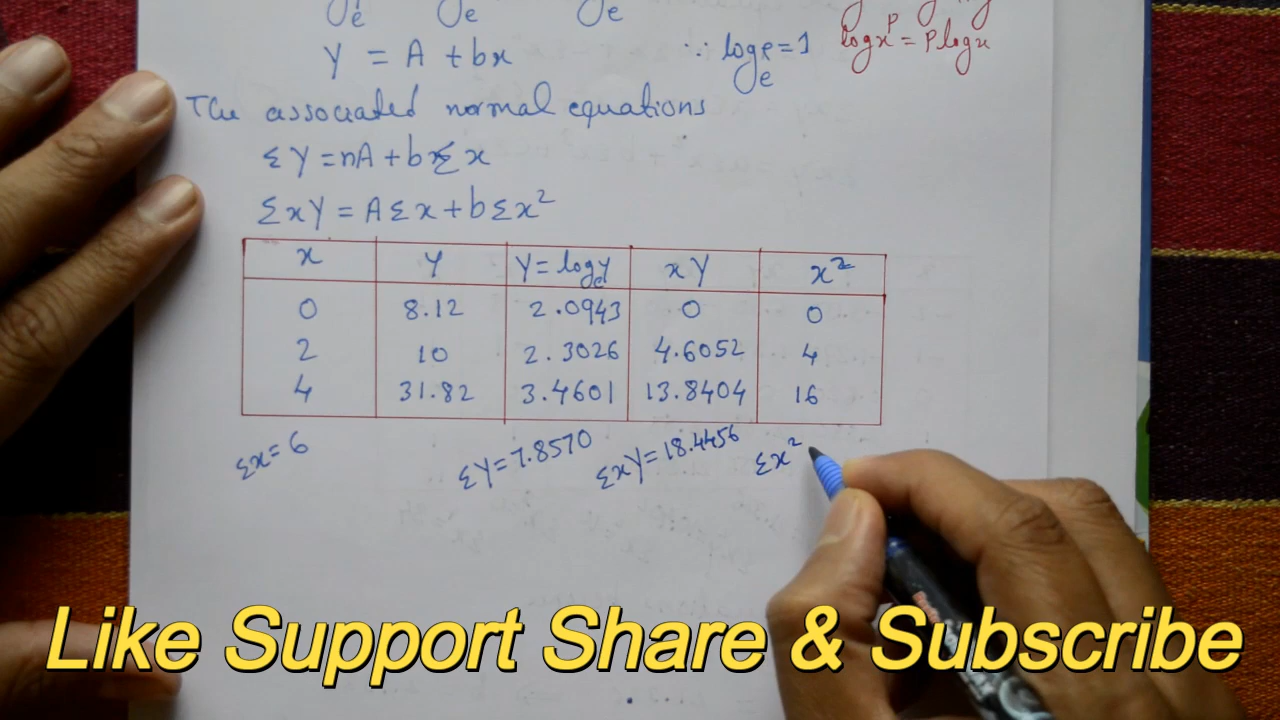 Y = A + bx
∵ log e = 1
e
log x^p = p log x
The associated normal equations
ΣY = nA + bΣx
ΣxY = AΣx + bΣx²
x y Y = log_e y xY x²
0 8.12 2.0943 0 0
2 10 2.3026 4.6052 4
4 31.82 3.4601 13.8404 16
Σx = 6 ΣY = 7.8570 ΣxY = 18.4456 Σx²
Like Support Share & Subscribe